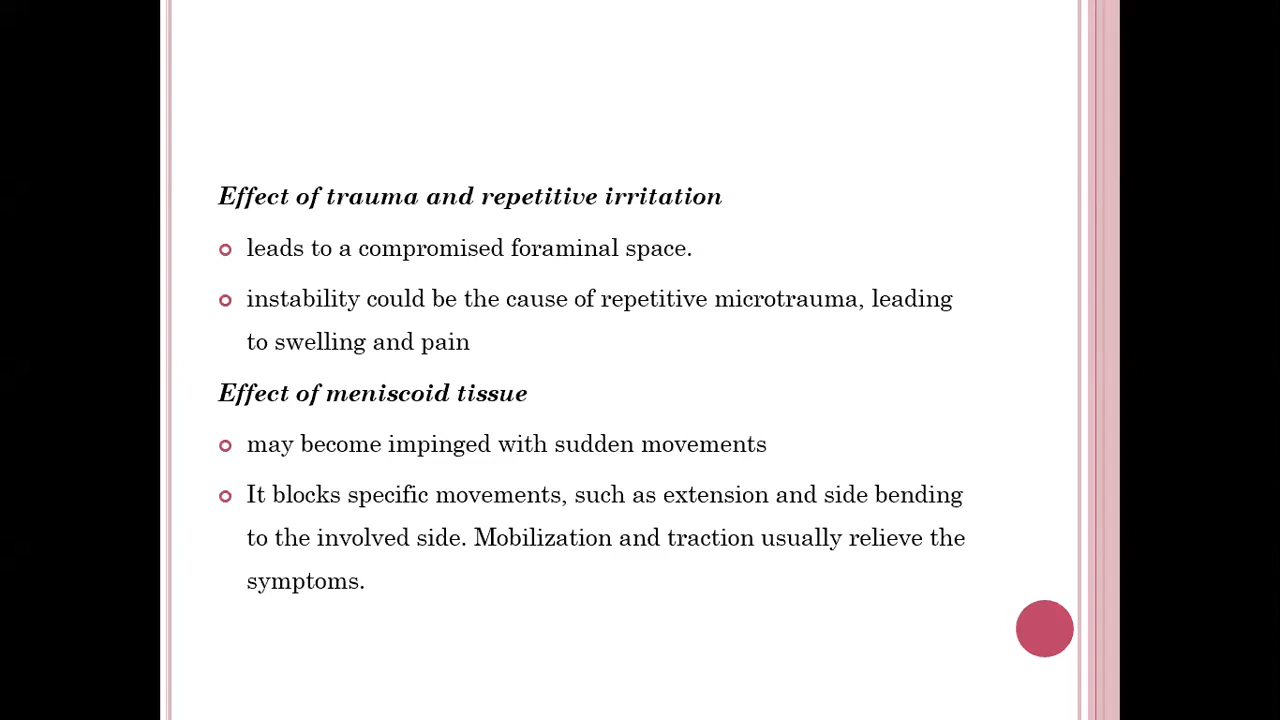 Effect of trauma and repetitive irritation
leads to a compromised foraminal space.
instability could be the cause of repetitive microtrauma, leading
to swelling and pain
Effect of meniscoid tissue
may become impinged with sudden movements
It blocks specific movements, such as extension and side bending
to the involved side. Mobilization and traction usually relieve the
symptoms.